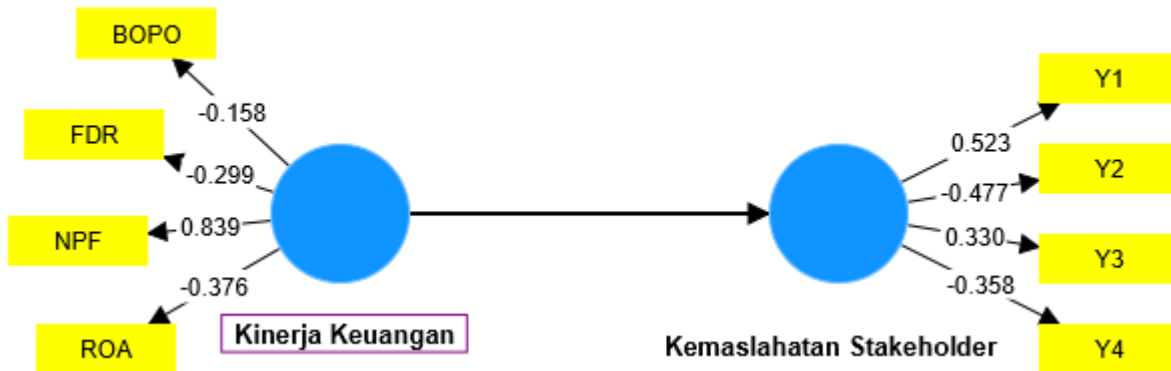 BOPO
-0.158
FDR
-0.299
NPF
0.839
ROA
-0.376
Kinerja Keuangan
Kemaslahatan Stakeholder
Y1
0.523
Y2
-0.477
Y3
0.330
Y4
-0.358